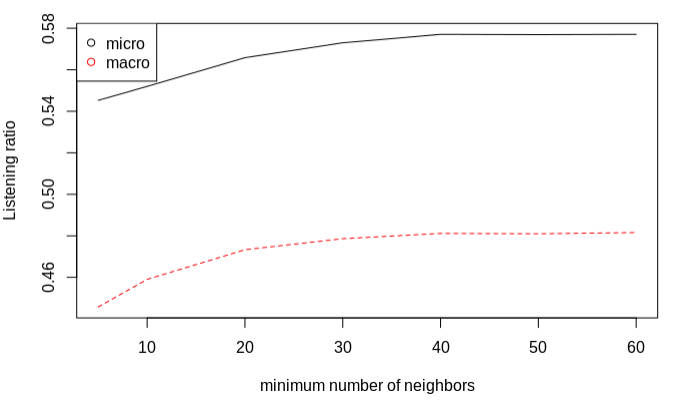 micro
macro
0.58
0.54
0.50
0.46
Listening ratio
10 20 30 40 50 60
minimum number of neighbors